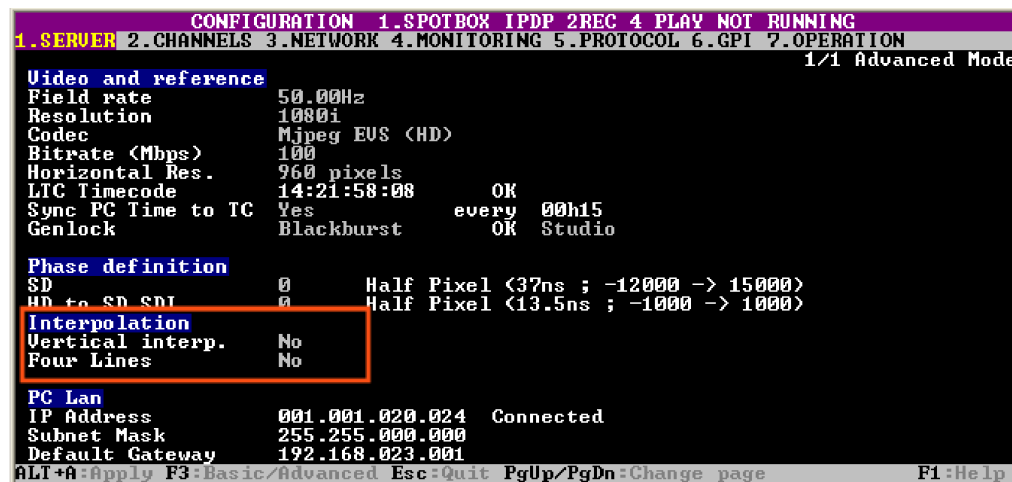 CONFIGURATION 1.SPOTBOX IPDP 2REC 4 PLAY NOT RUNNING
1.SERVER 2.CHANNELS 3.NETWORK 4.MONITORING 5.PROTOCOL 6.GPI 7.OPERATION
1/1 Advanced Mode
Video and reference
Field rate 50.00Hz
Resolution 1080i
Codec Mjpeg EVS (HD)
Bitrate (Mbps) 100
Horizontal Res. 960 pixels
LTC Timecode 14:21:58:08 OK
Sync PC Time to TC Yes every 00h15
Genlock Blackburst OK Studio
Phase definition
SD 0 Half Pixel (37ns ; -12000 -> 15000)
HD to SD SDI 0 Half Pixel (13.5ns ; -1000 -> 1000)
Interpolation
Vertical interp. No
Four Lines No
PC Lan
IP Address 001.001.020.024 Connected
Subnet Mask 255.255.000.000
Default Gateway 192.168.023.001
ALT+A:Apply F3:Basic/Advanced Esc:Quit PgUp/PgDn:Change page F1:Help